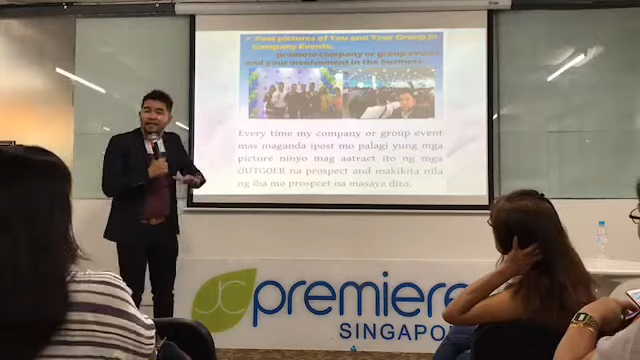 Post pictures of You and Your Group in
Company Events,
promote company or group events
and your involvement in the business.
Every time my company or group event
mas maganda ipost mo palagi yung mga
picture ninyo mag aatract ito ng mga
OUTGOER na prospect and makikita nila
ng iba mo prospcet na masaya dito.
JC premiere
SINGAPO